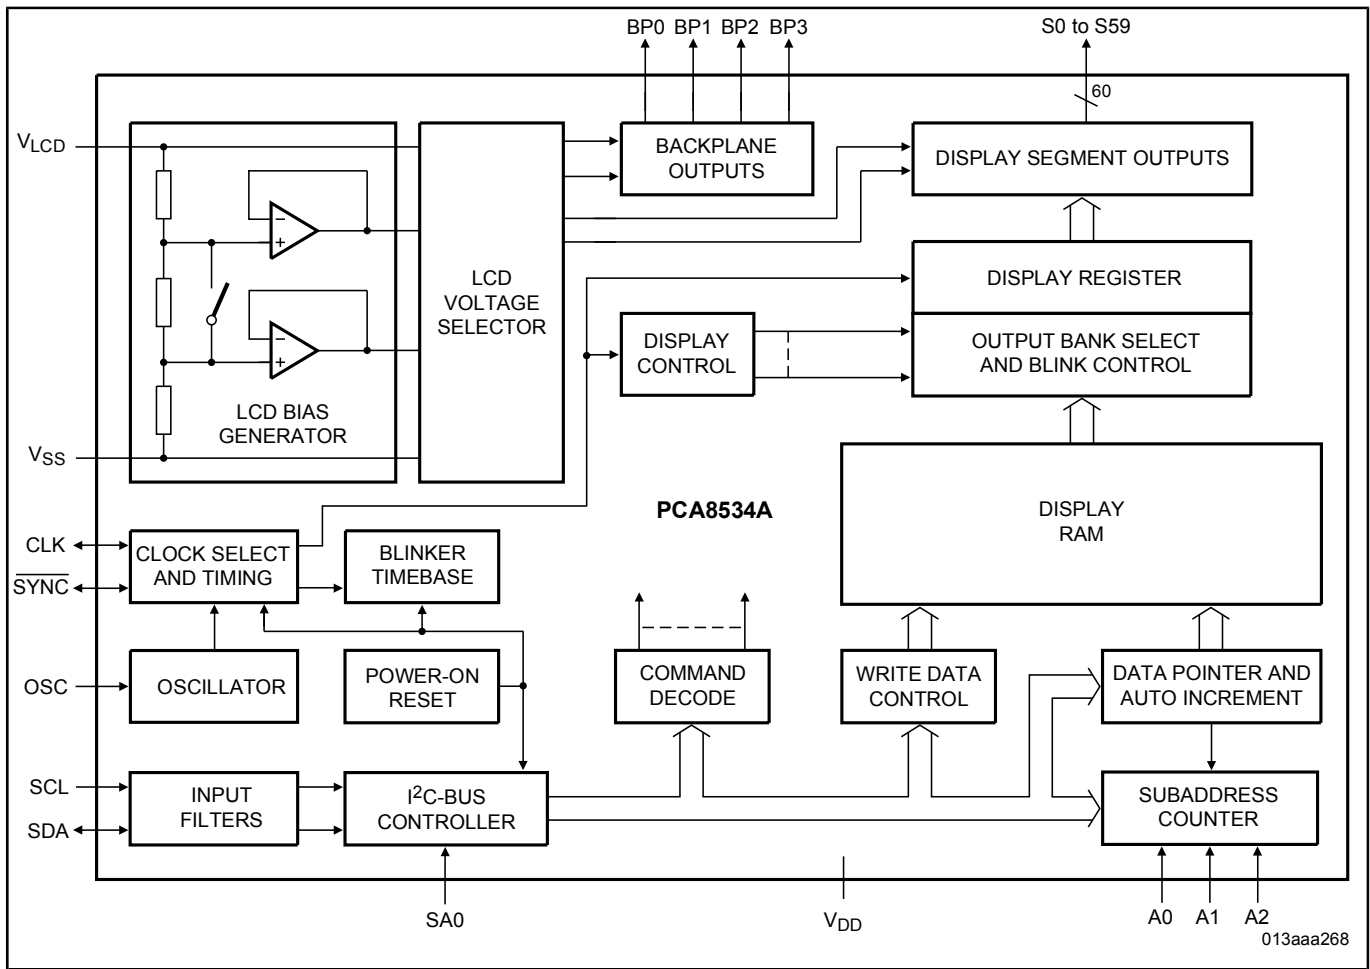 BP0 BP1 BP2 BP3
S0 to S59
60
VLCD
BACKPLANE
OUTPUTS
DISPLAY SEGMENT OUTPUTS
−
+
LCD
VOLTAGE
SELECTOR
DISPLAY REGISTER
−
+
DISPLAY
CONTROL
OUTPUT BANK SELECT
AND BLINK CONTROL
LCD BIAS
GENERATOR
VSS
PCA8534A
DISPLAY
RAM
CLK
SYNC
CLOCK SELECT
AND TIMING
BLINKER
TIMEBASE
OSC
OSCILLATOR
POWER-ON
RESET
COMMAND
DECODE
WRITE DATA
CONTROL
DATA POINTER AND
AUTO INCREMENT
SCL
SDA
INPUT
FILTERS
I2C-BUS
CONTROLLER
SUBADDRESS
COUNTER
SA0
VDD
A0 A1 A2
013aaa268